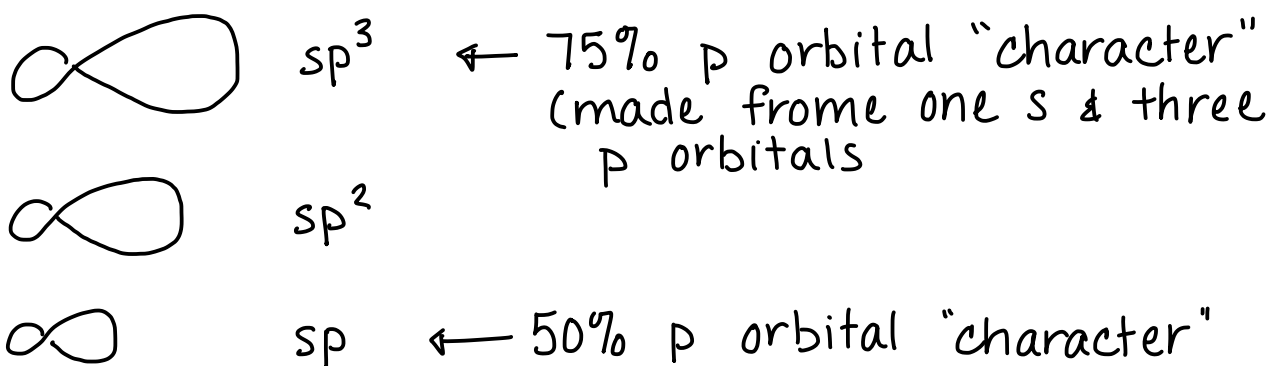 sp³ ← 75% p orbital "character"
(made frome one s & three
p orbitals
sp²
sp ← 50% p orbital "character"